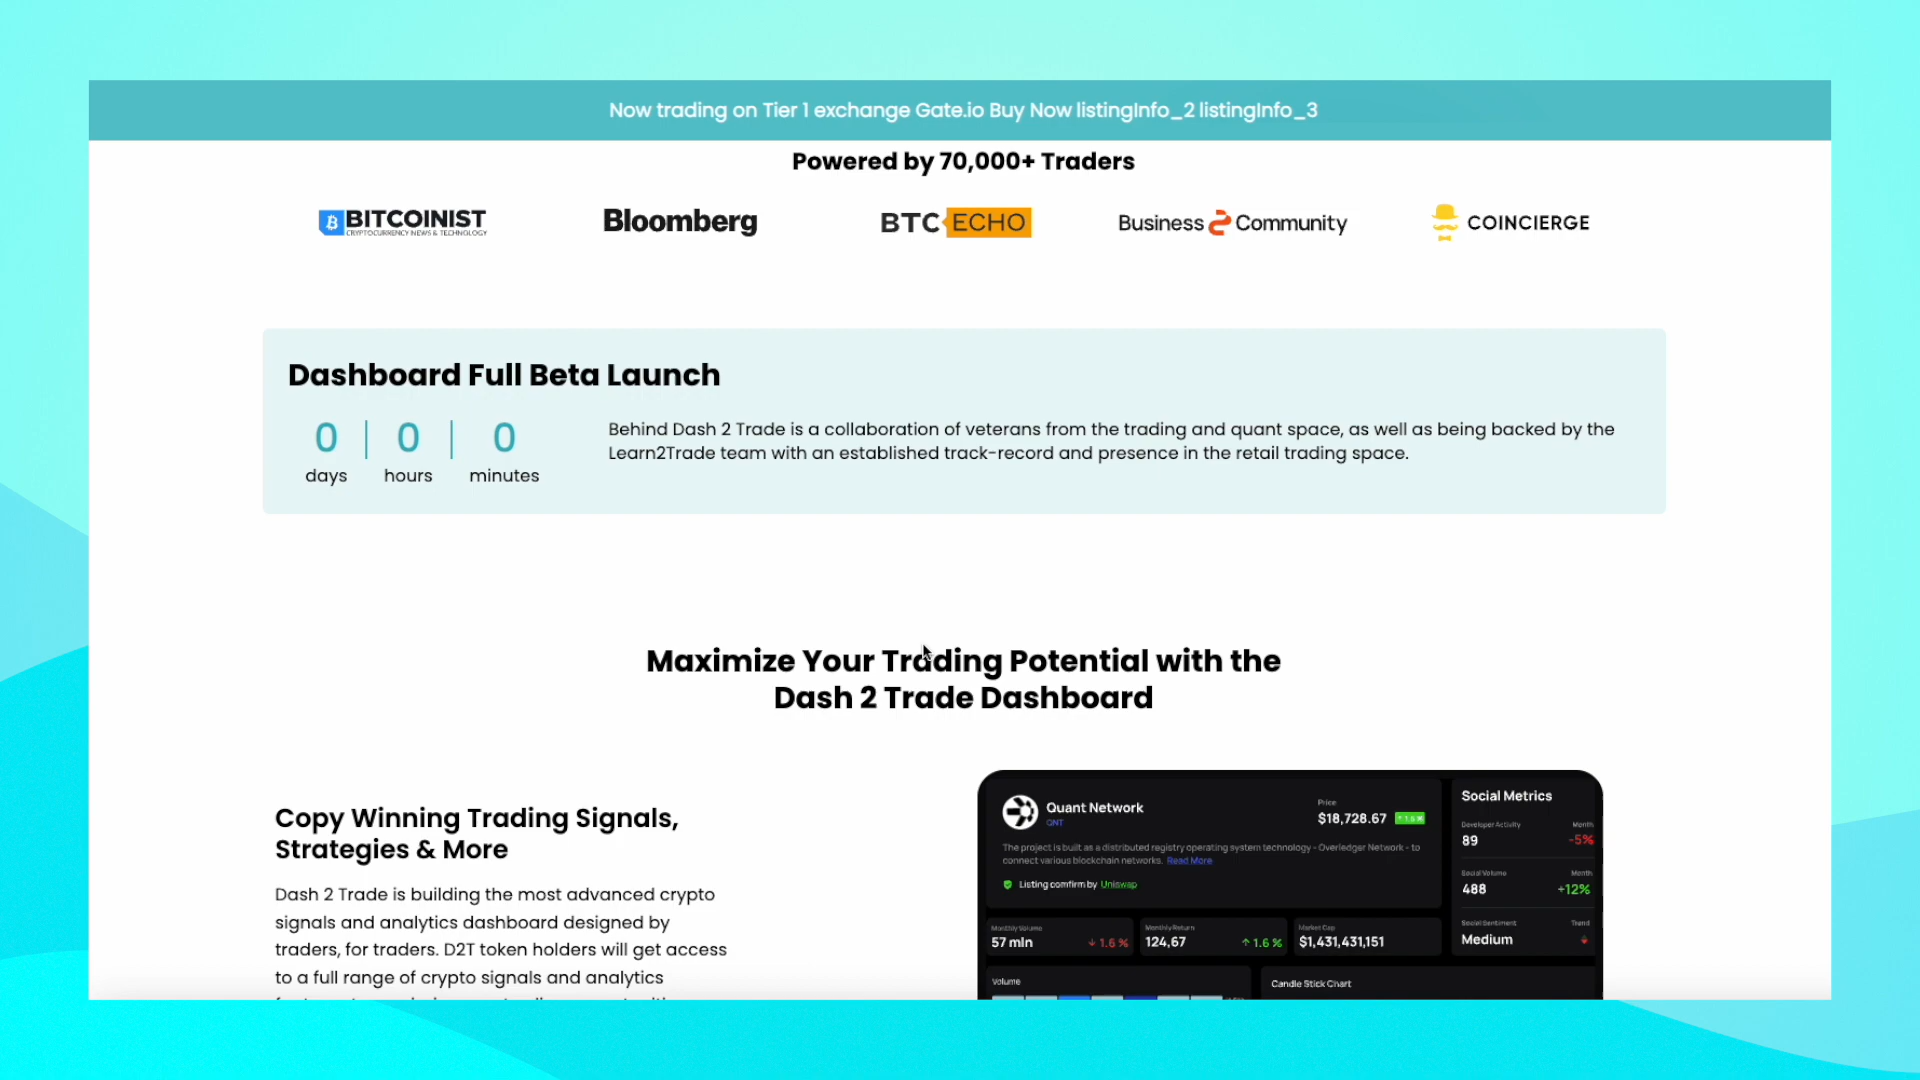 Now trading on Tier 1 exchange Gate.io Buy Now listingInfo_2 listingInfo_3
Powered by 70,000+ Traders
BITCOINIST
CRYPTOCURRENCY NEWS & TECHNOLOGY
Bloomberg
BTC ECHO
Business 2 Community
COINCIERGE
Dashboard Full Beta Launch
0 days
0 hours
0 minutes
Behind Dash 2 Trade is a collaboration of veterans from the trading and quant space, as well as being backed by the
Learn2Trade team with an established track-record and presence in the retail trading space.
Maximize Your Trading Potential with the
Dash 2 Trade Dashboard
Copy Winning Trading Signals,
Strategies & More
Dash 2 Trade is building the most advanced crypto
signals and analytics dashboard designed by
traders, for traders. D2T token holders will get access
to a full range of crypto signals and analytics
Quant Network
QNT
Price
$18,728.67
1.6 %
The project is built as a distributed registry operating system technology - Overledger Network - to
connect various blockchain networks. Read More
Listing comfirm by Uniswap
Monthly Volume
57 mln
1.6 %
Monthly Return
124,67
1.6 %
Market Cap
$1,431,431,151
Social Metrics
Developer Activity
Month
89
-5%
Social Volume
Month
488
+12%
Social Sentiment
Trend
Medium
Volume
Candle Stick Chart